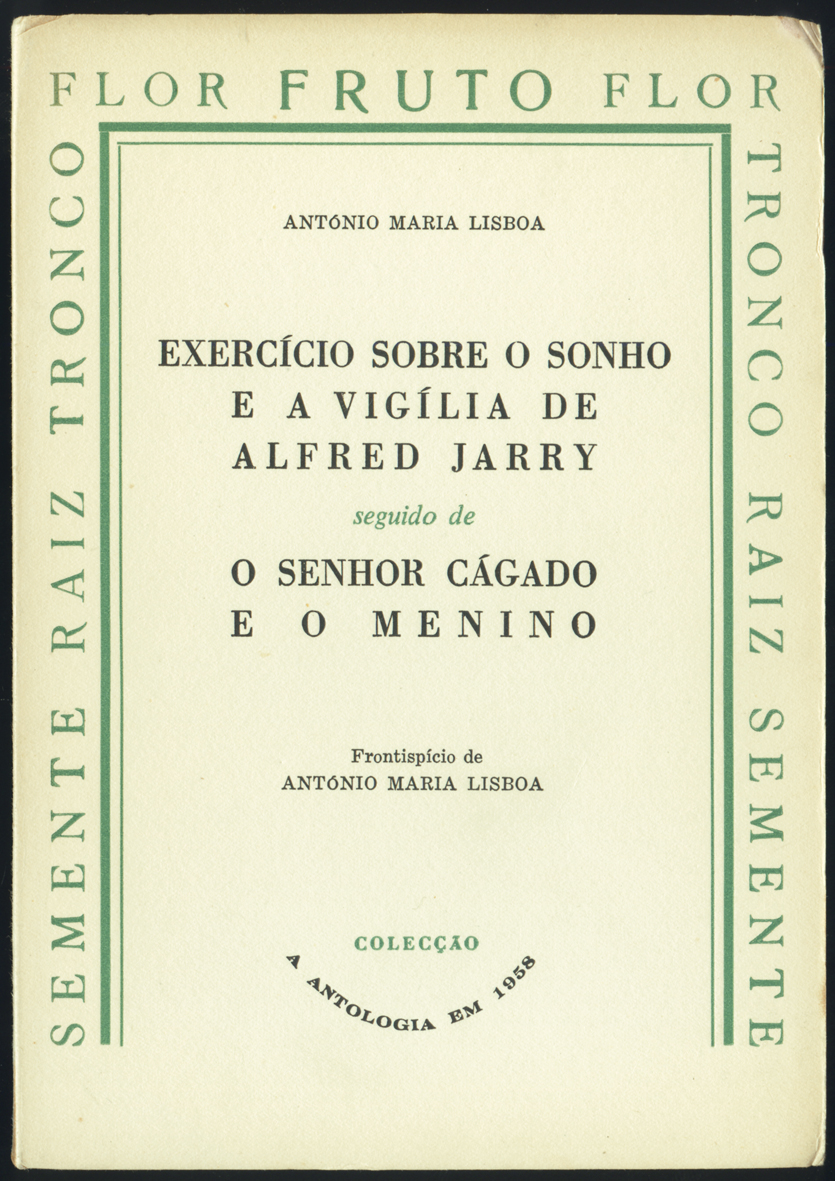 FLOR FRUTO FLOR
SEMENTE RAIZ TRONCO
TRONCO RAIZ SEMENTE
ANTÓNIO MARIA LISBOA
EXERCÍCIO SOBRE O SONHO
E A VIGÍLIA DE
ALFRED JARRY
seguido de
O SENHOR CÁGADO
E O MENINO
Frontispício de
ANTÓNIO MARIA LISBOA
COLECÇÃO
A ANTOLOGIA EM 1958